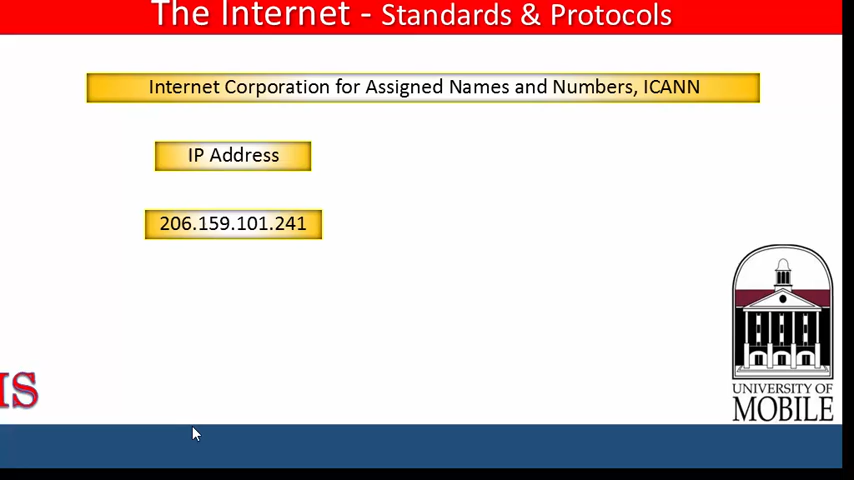 The Internet - Standards & Protocols
Internet Corporation for Assigned Names and Numbers, ICANN
IP Address
206.159.101.241
IS
UNIVERSITY OF
MOBILE